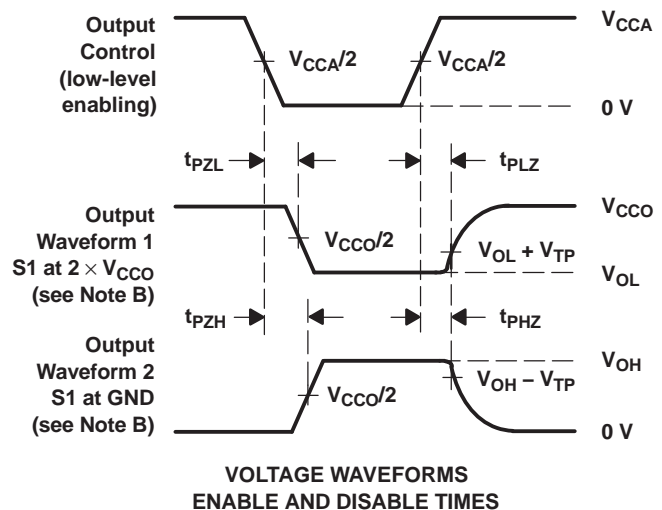 Output
Control
(low-level
enabling)
VCCA/2
VCCA/2
VCCA
0 V
tPZL
tPLZ
Output
Waveform 1
S1 at 2 × VCCO
(see Note B)
VCCO/2
VCCO
VOL + VTP
VOL
tPZH
tPHZ
Output
Waveform 2
S1 at GND
(see Note B)
VCCO/2
VOH
VOH − VTP
0 V
VOLTAGE WAVEFORMS
ENABLE AND DISABLE TIMES